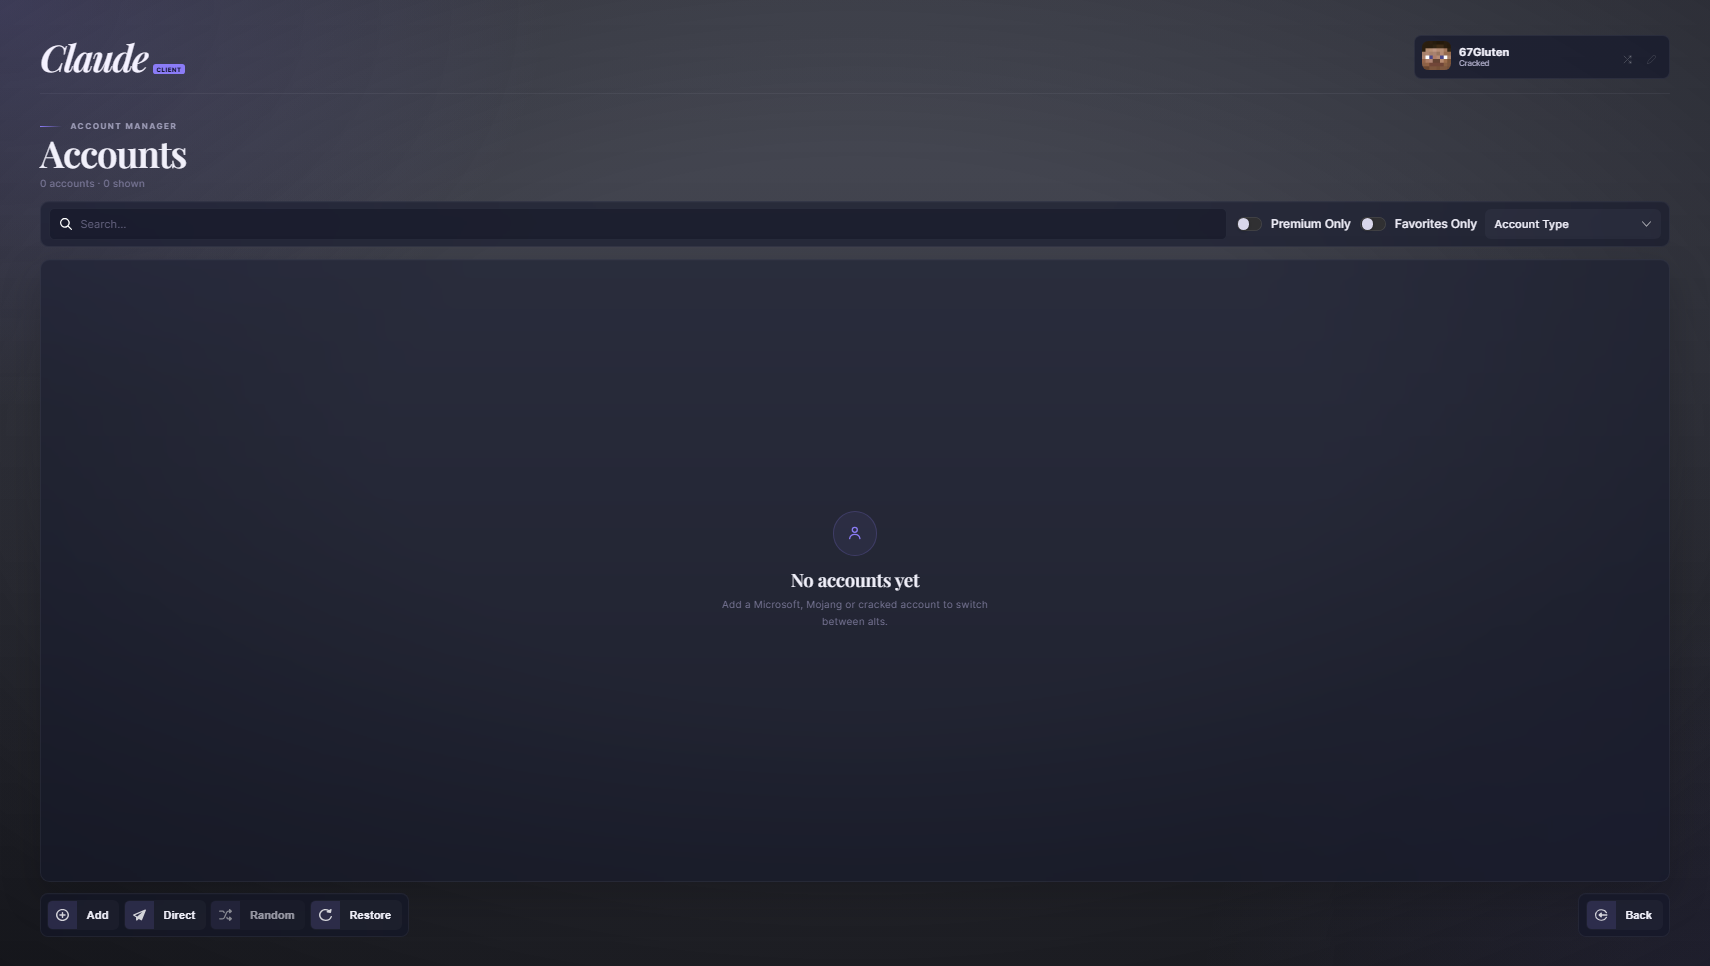 Claude CLIENT
67Gluten
Cracked
ACCOUNT MANAGER
Accounts
0 accounts · 0 shown
Search...
Premium Only
Favorites Only
Account Type
No accounts yet
Add a Microsoft, Mojang or cracked account to switch
between alts.
Add
Direct
Random
Restore
Back